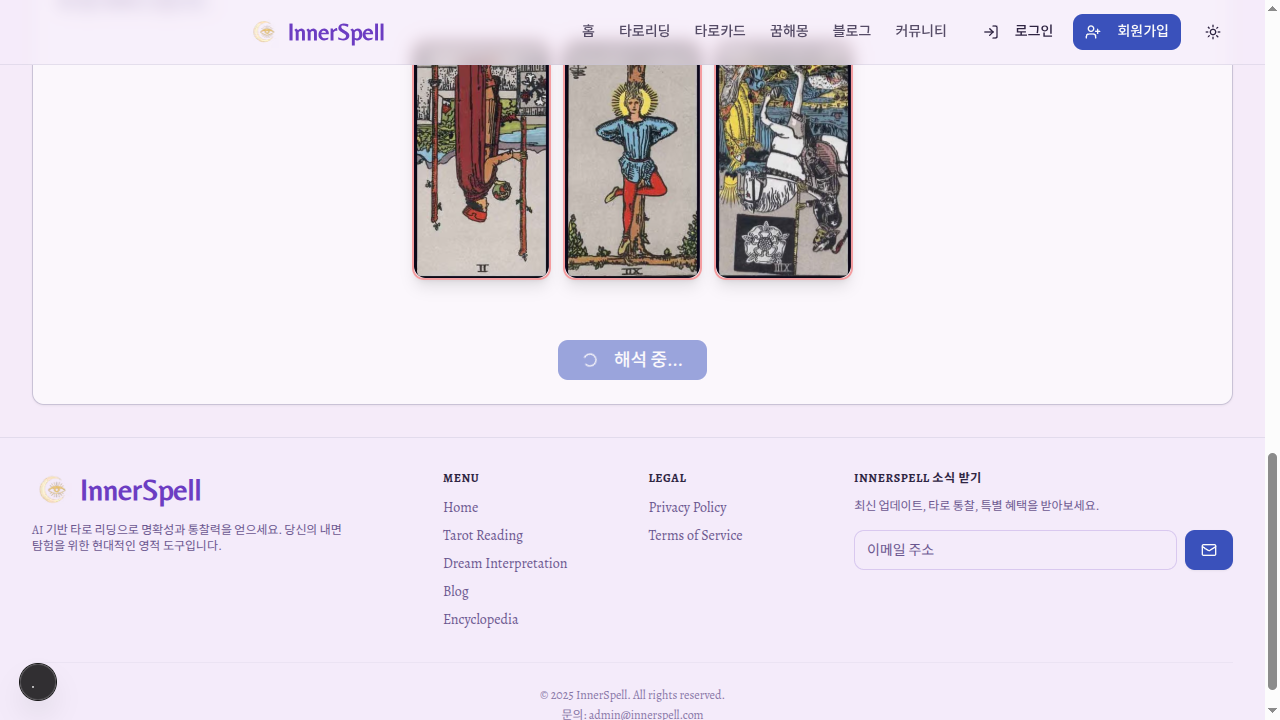 InnerSpell
홈
타로리딩
타로카드
꿈해몽
블로그
커뮤니티
로그인
회원가입
II
XII
XIII
해석 중...
InnerSpell
AI 기반 타로 리딩으로 명확성과 통찰력을 얻으세요. 당신의 내면
탐험을 위한 현대적인 영적 도구입니다.
MENU
Home
Tarot Reading
Dream Interpretation
Blog
Encyclopedia
LEGAL
Privacy Policy
Terms of Service
INNERSPELL 소식 받기
최신 업데이트, 타로 통찰, 특별 혜택을 받아보세요.
이메일 주소
© 2025 InnerSpell. All rights reserved.
문의: admin@innerspell.com